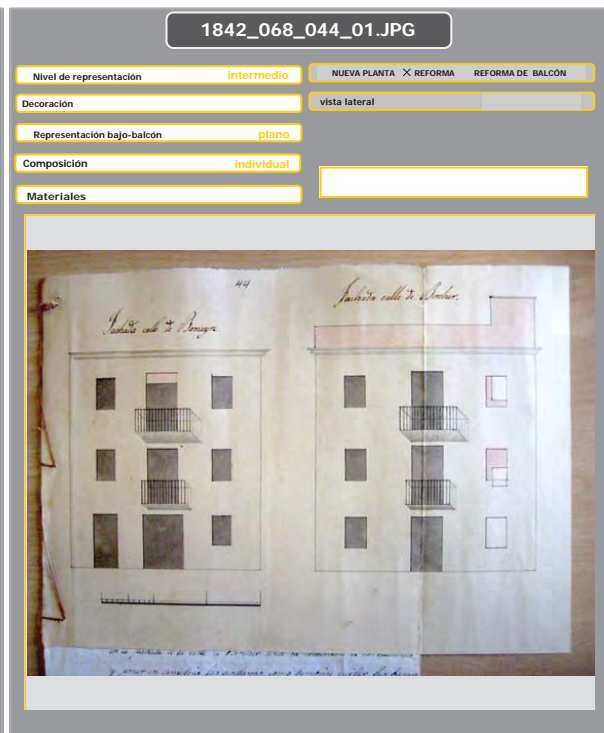 1842_068_044_01.JPG
Nivel de representación intermedio
NUEVA PLANTA X REFORMA REFORMA DE BALCÓN
Decoración
vista lateral
Representación bajo-balcón plano
Composición individual
Materiales
44
Fachada calle de
Fachada calle de